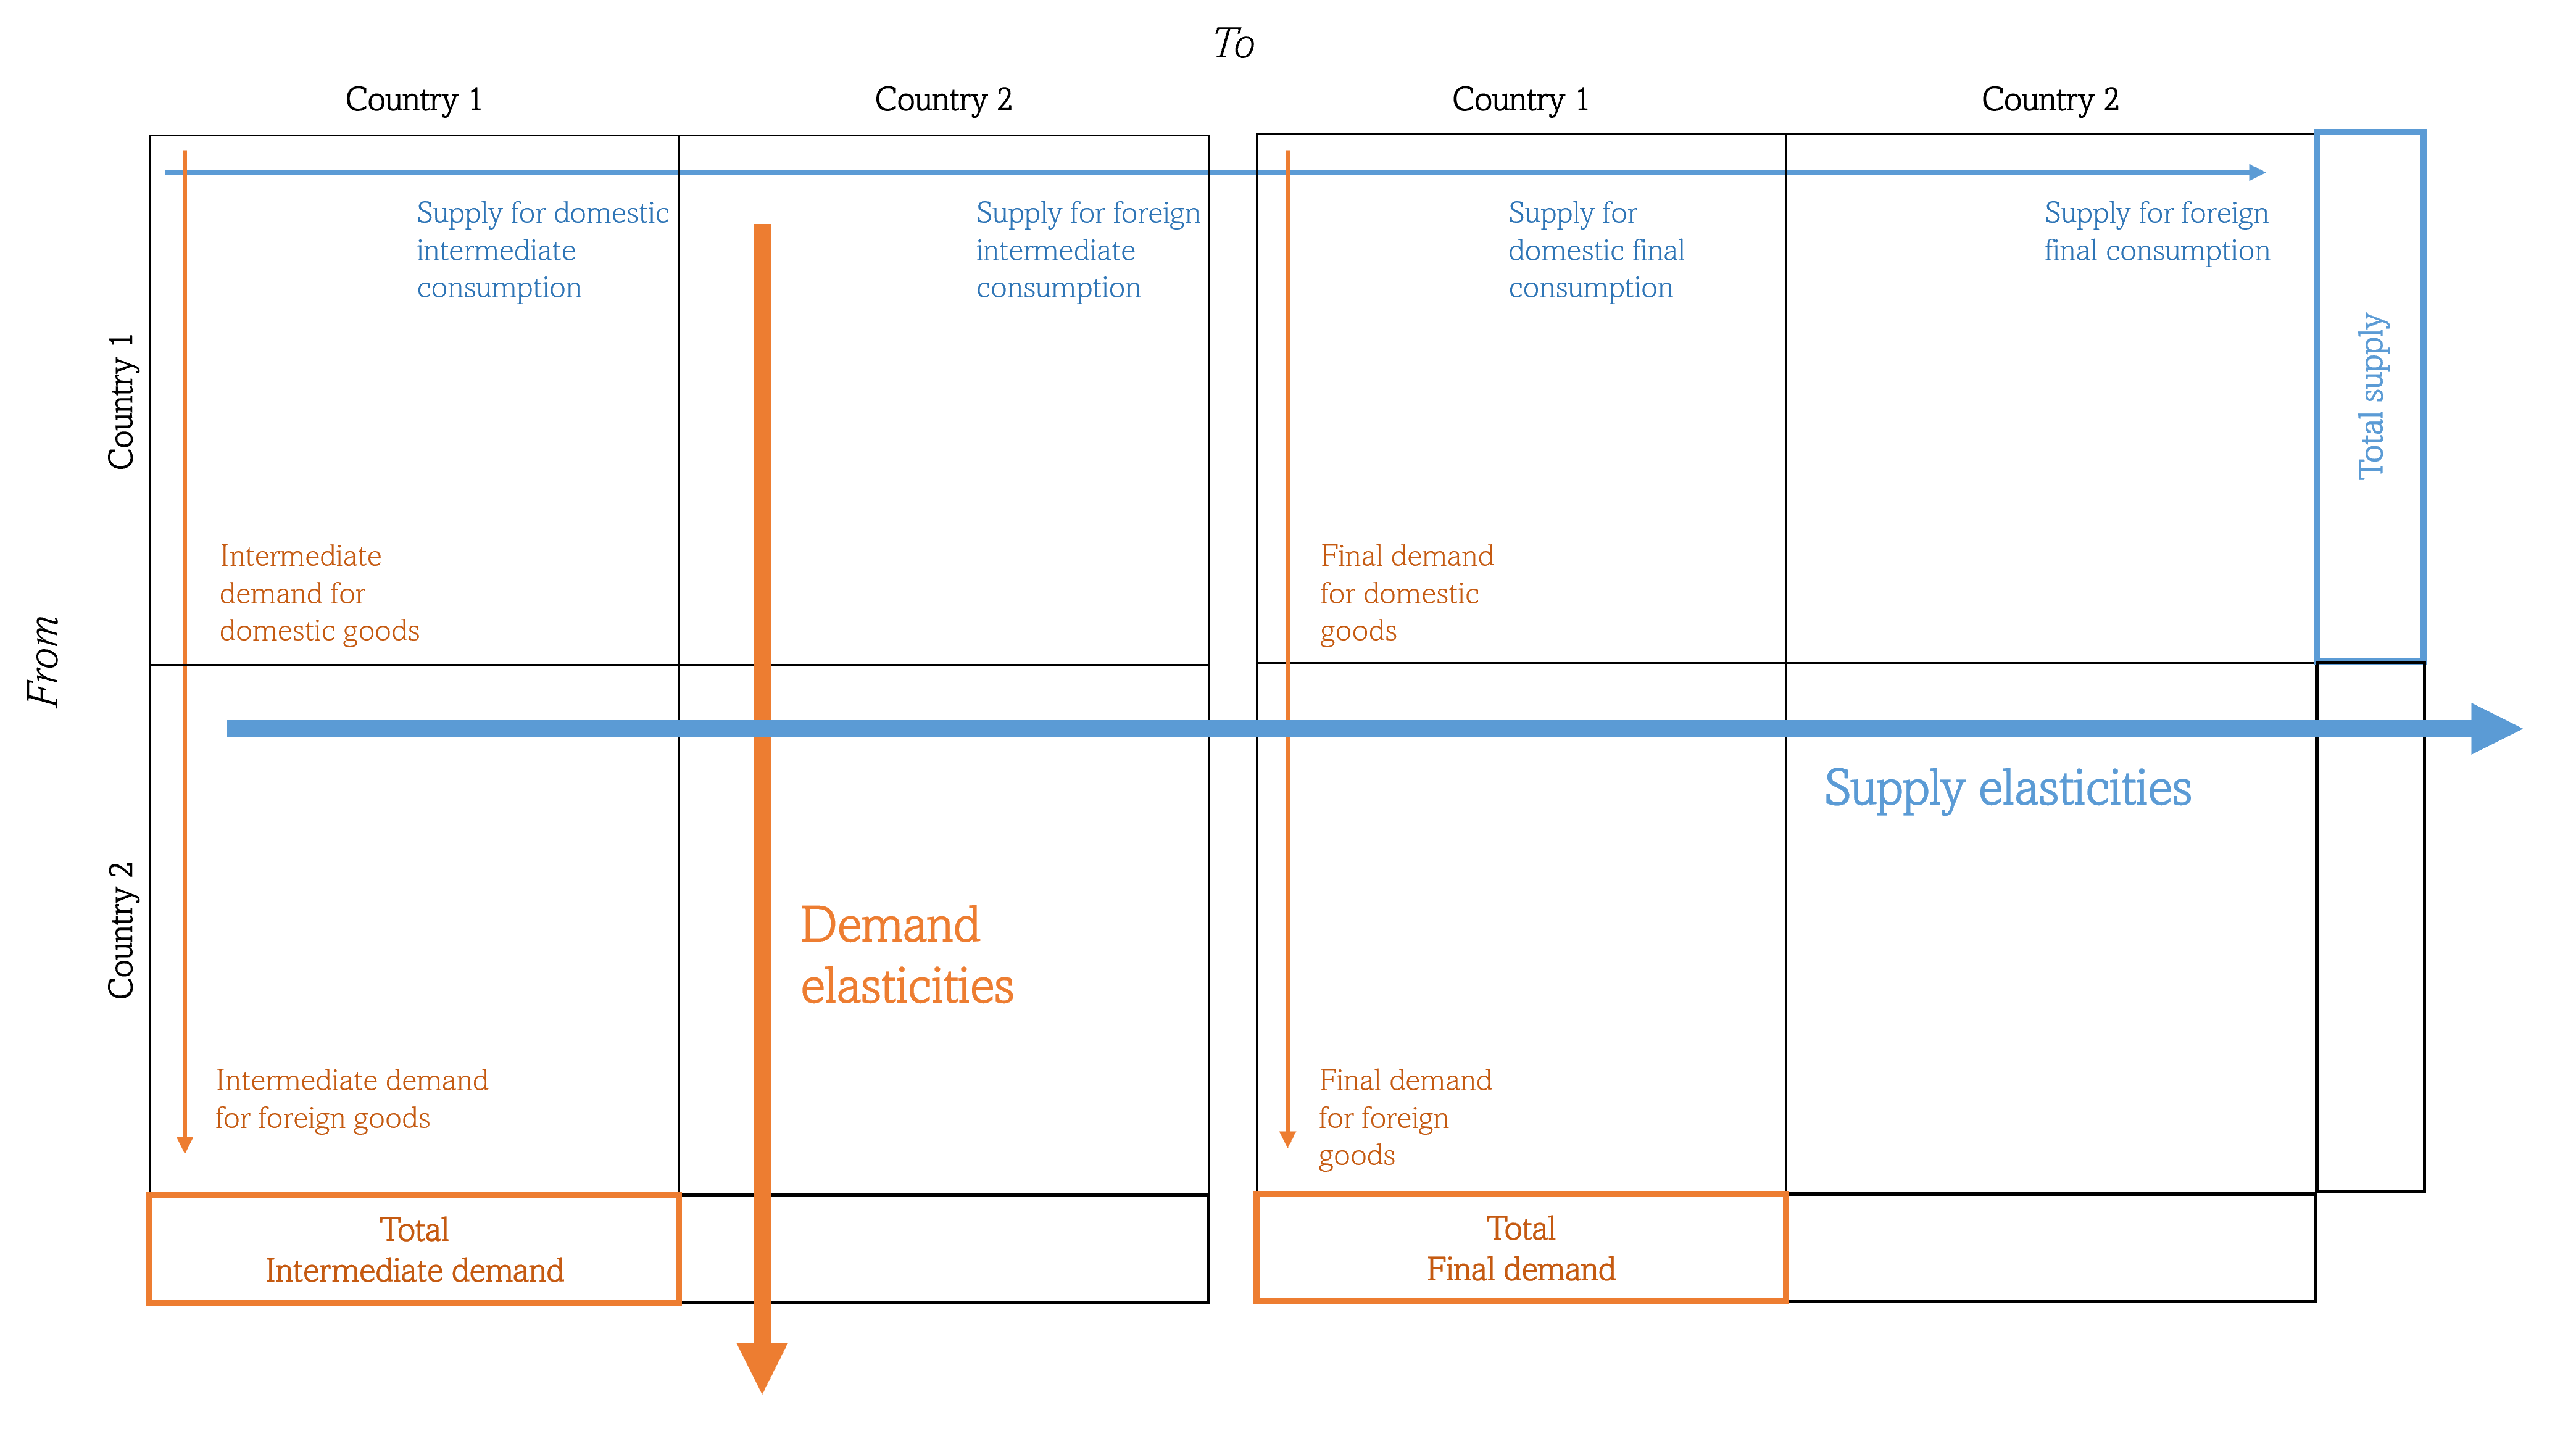 To
Country 1
Country 2
Country 1
Country 2
From
Country 1
Supply for domestic
intermediate
consumption
Supply for foreign
intermediate
consumption
Supply for
domestic final
consumption
Supply for foreign
final consumption
Total supply
Intermediate
demand for
domestic goods
Final demand
for domestic
goods
Country 2
Supply elasticities
Demand
elasticities
Intermediate demand
for foreign goods
Final demand
for foreign
goods
Total
Intermediate demand
Total
Final demand